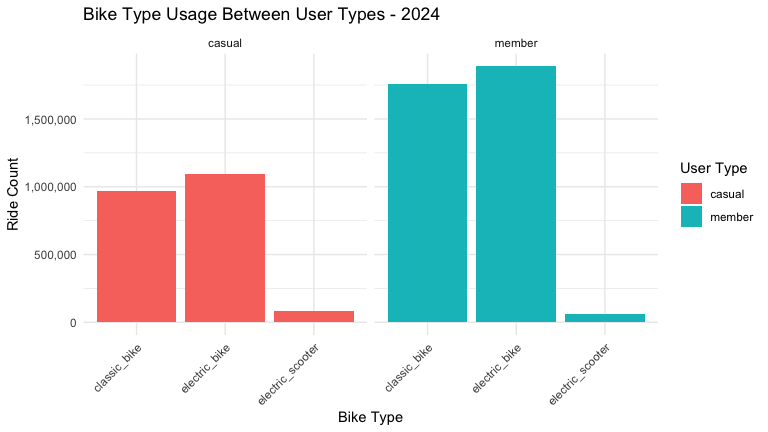 Bike Type Usage Between User Types - 2024
casual
member
1,500,000
1,000,000
500,000
0
Ride Count
classic_bike
electric_bike
electric_scooter
classic_bike
electric_bike
electric_scooter
Bike Type
User Type
casual
member